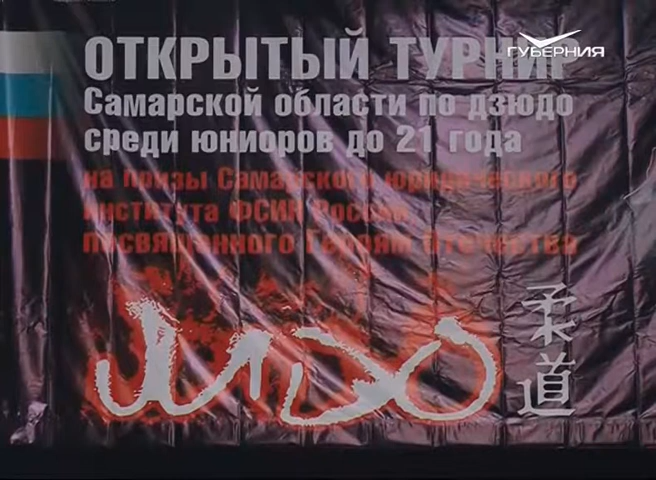 ГУБЕРНИЯ
ОТКРЫТЫЙ ТУРНИР
Самарской области по дзюдо
среди юниоров до 21 года
на призы Самарского юридического
института ФСИН России
посвященного Героям Отечества
JUDO
柔道